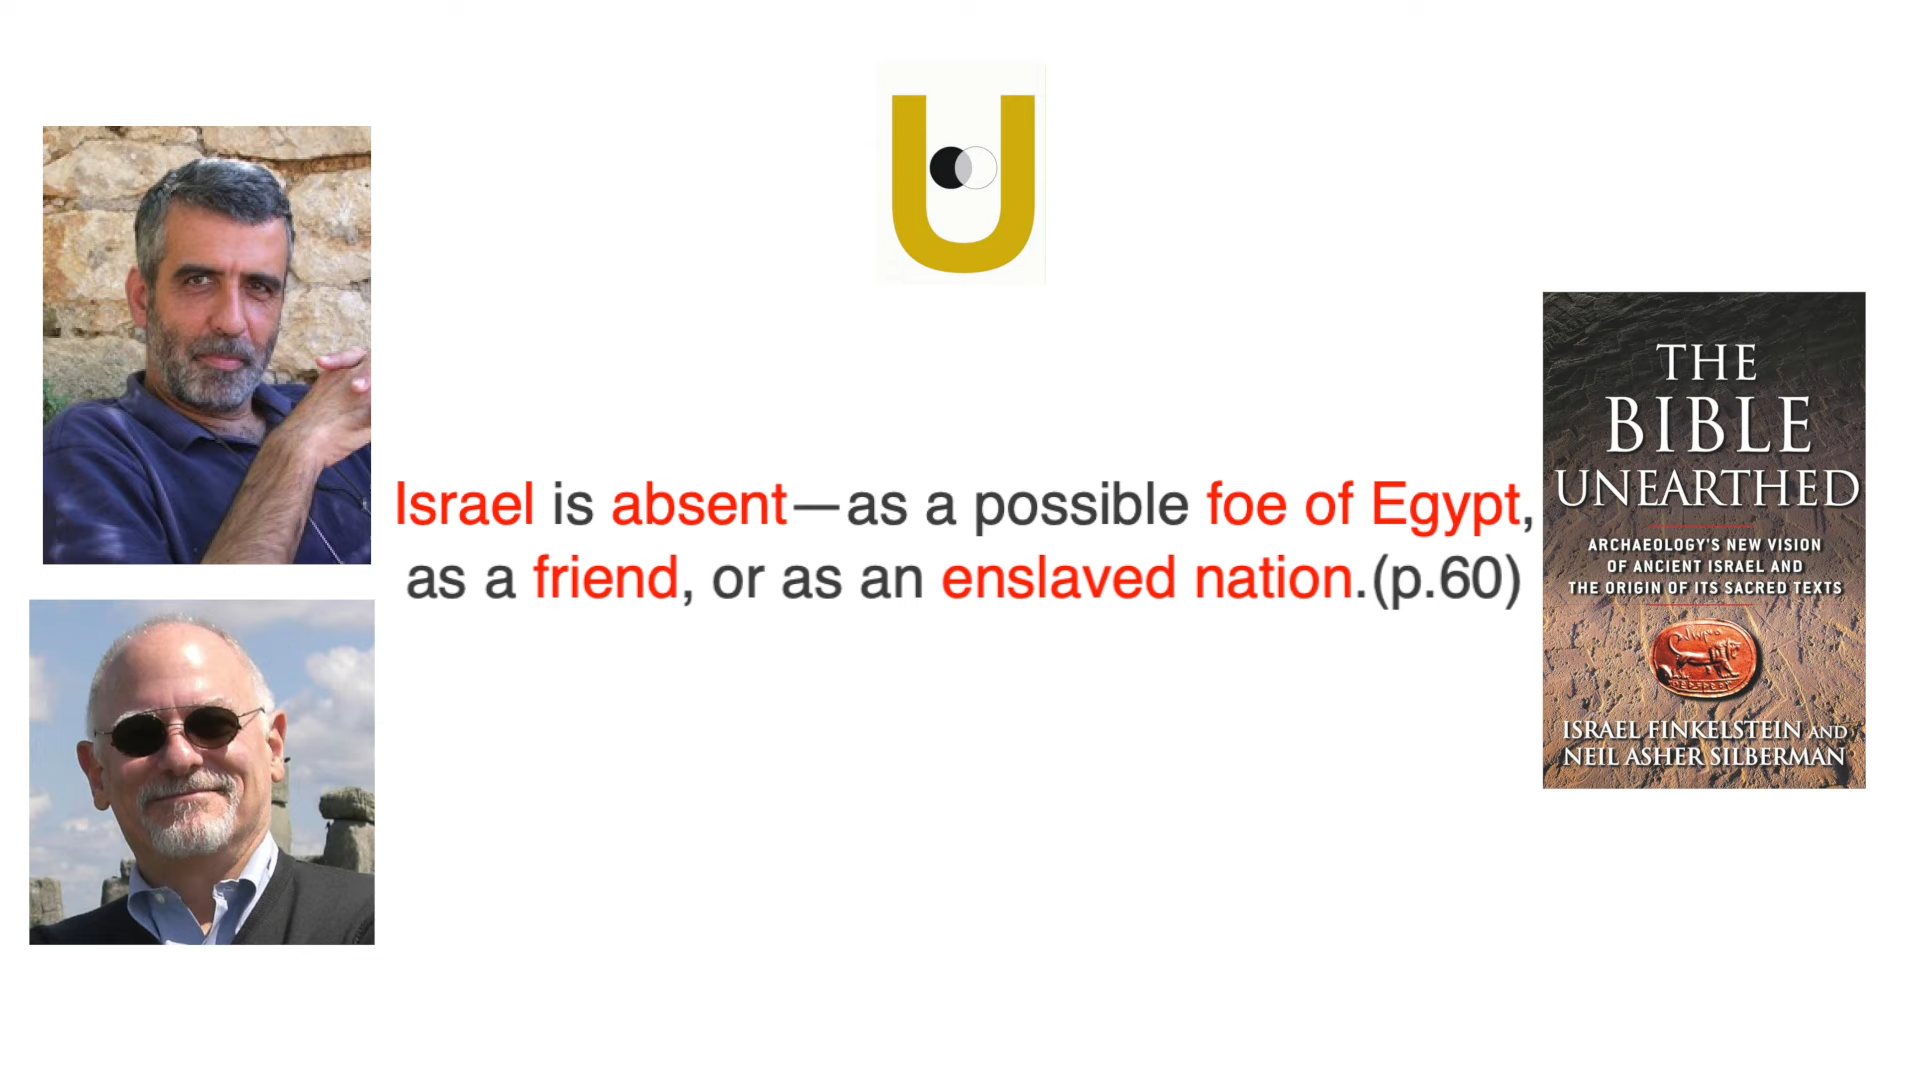 U
Israel is absent—as a possible foe of Egypt,
as a friend, or as an enslaved nation.(p.60)
THE
BIBLE
UNEARTHED
ARCHAEOLOGY'S NEW VISION
OF ANCIENT ISRAEL AND
THE ORIGIN OF ITS SACRED TEXTS
ISRAEL FINKELSTEIN AND
NEIL ASHER SILBERMAN